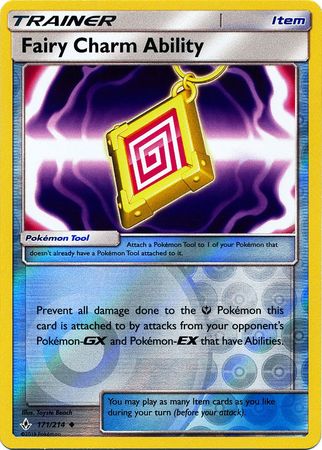 TRAINER Item
Fairy Charm Ability
Pokémon Tool
Attach a Pokémon Tool to 1 of your Pokémon that
doesn't already have a Pokémon Tool attached to it.
Prevent all damage done to the Pokémon this
card is attached to by attacks from your opponent's
Pokémon-GX and Pokémon-EX that have Abilities.
You may play as many Item cards as you like
during your turn (before your attack).
Illus. Toyste Beach
171/214
©2019 Pokémon